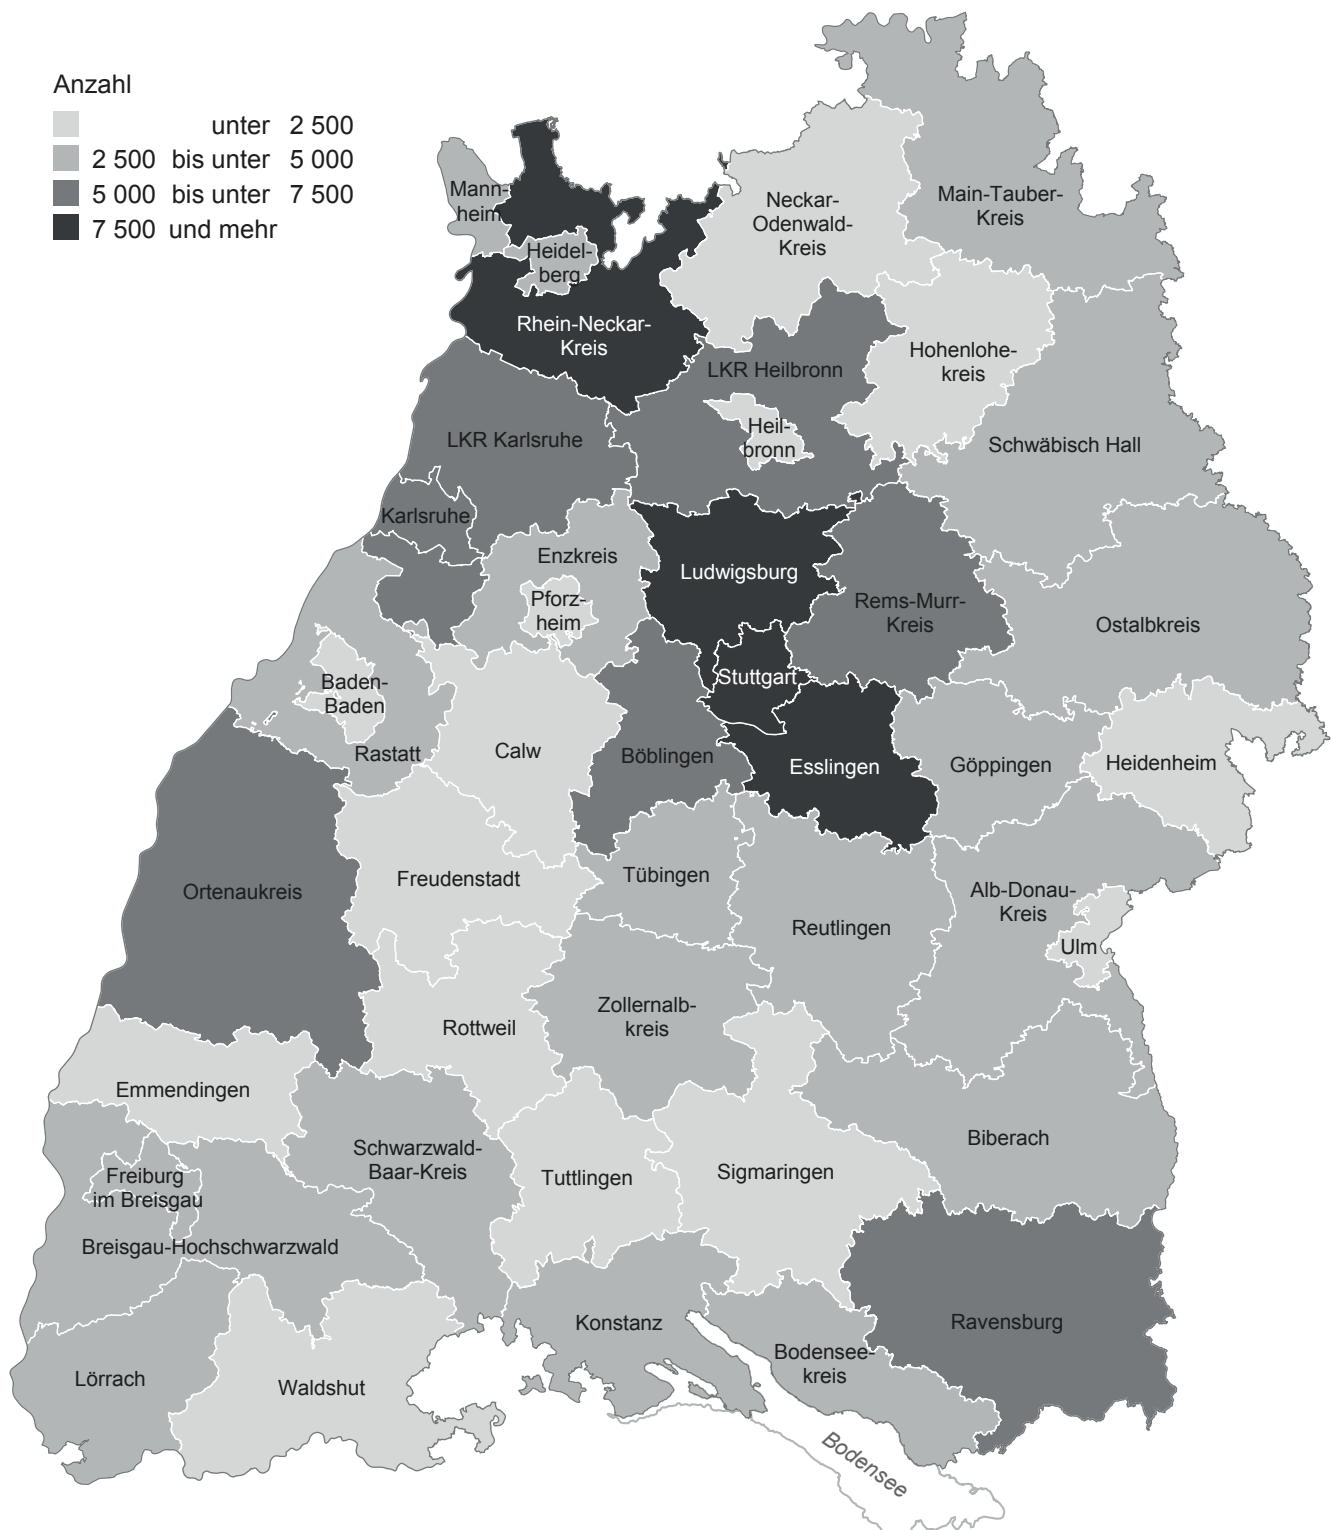 Anzahl
unter 2 500
2 500 bis unter 5 000
5 000 bis unter 7 500
7 500 und mehr
Mann-
heim
Heidel-
berg
Rhein-Neckar-
Kreis
Neckar-
Odenwald-
Kreis
Main-Tauber-
Kreis
LKR Heilbronn
Heil-
bronn
Hohenlohe-
kreis
Schwäbisch Hall
LKR Karlsruhe
Karlsruhe
Enzkreis
Pforz-
heim
Ludwigsburg
Rems-Murr-
Kreis
Ostalbkreis
Stuttgart
Baden-
Baden
Rastatt
Calw
Böblingen
Esslingen
Göppingen
Heidenheim
Ortenaukreis
Freudenstadt
Tübingen
Reutlingen
Alb-Donau-
Kreis
Ulm
Rottweil
Zollernalb-
kreis
Emmendingen
Schwarzwald-
Baar-Kreis
Tuttlingen
Sigmaringen
Biberach
Freiburg
im Breisgau
Breisgau-Hochschwarzwald
Konstanz
Ravensburg
Bodensee-
kreis
Lörrach
Waldshut
Bodensee